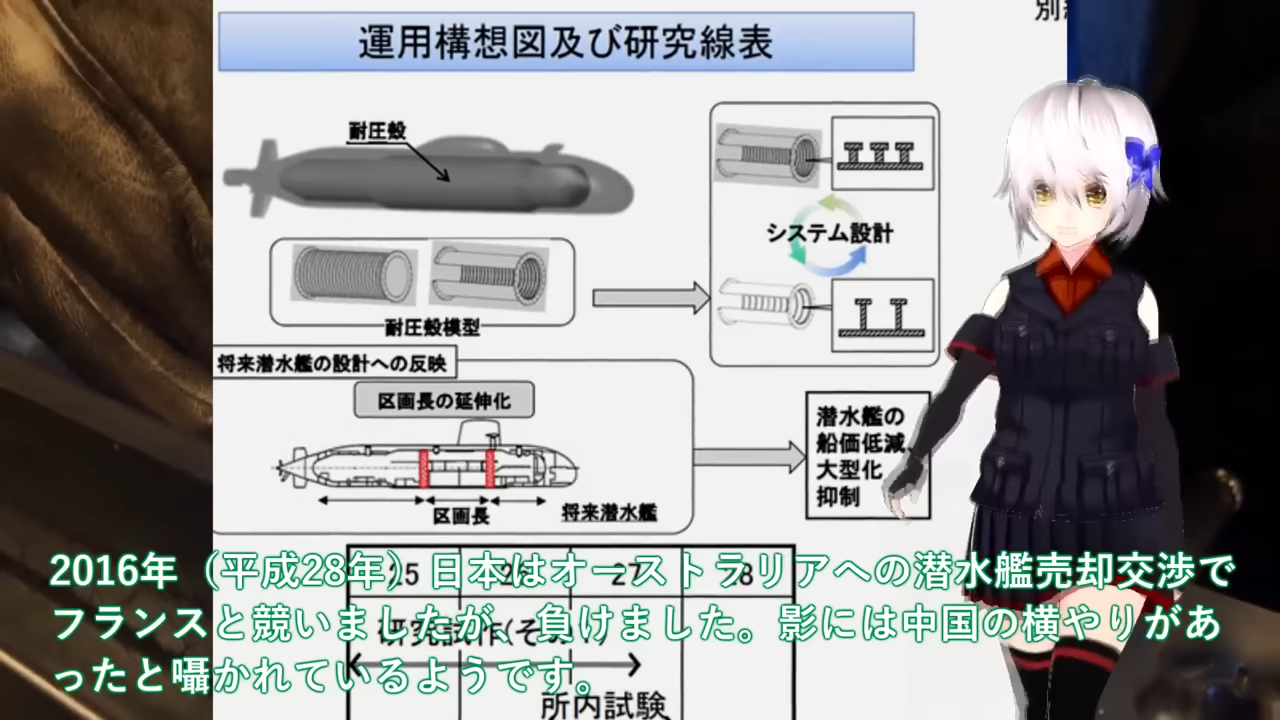 別
運用構想図及び研究線表
耐圧殻
システム設計
耐圧殻模型
将来潜水艦の設計への反映
区画長の延伸化
潜水艦の
船価低減、
大型化
抑制
区画長
将来潜水艦
25
27
2016年（平成28年）日本はオーストラリアへの潜水艦売却交渉で
フランスと競いましたが、負けました。影には中国の横やりがあ
ったと囁かれているようです。
研究試作
所内試験